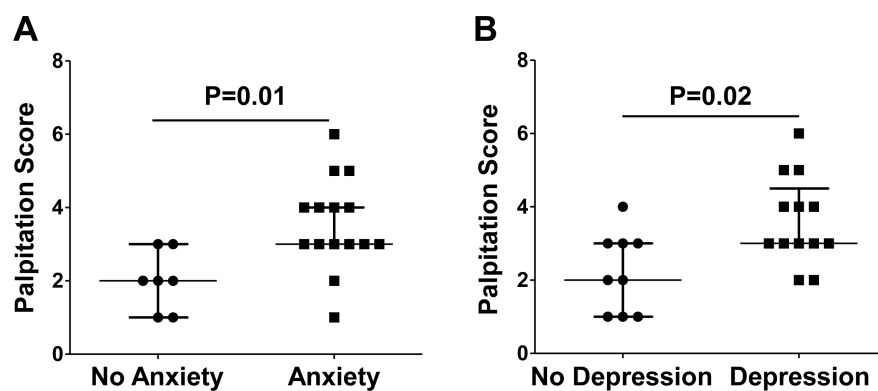 A
Palpitation Score
8
6
4
2
0
P=0.01
No Anxiety
Anxiety
B
Palpitation Score
8
6
4
2
0
P=0.02
No Depression
Depression